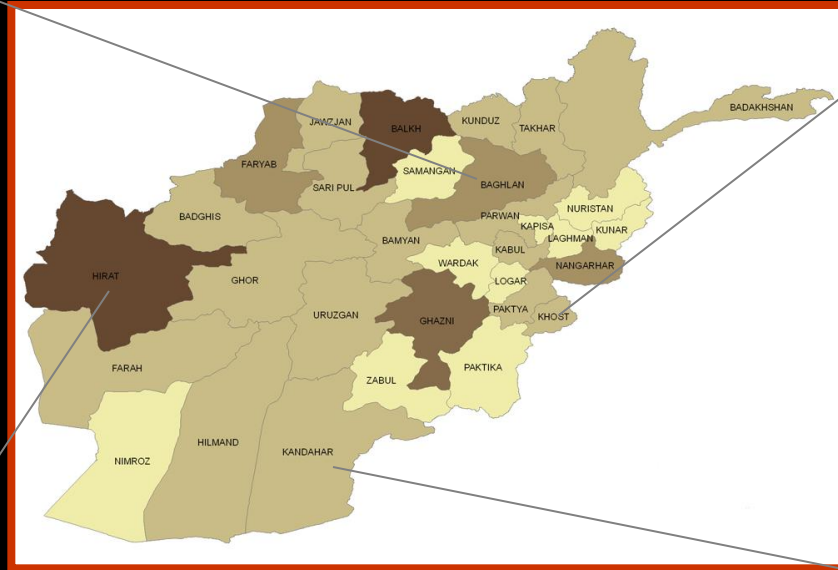 BADAKHSHAN
JAWZJAN
BALKH
KUNDUZ
TAKHAR
FARYAB
SAMANGAN
SARI PUL
BAGHLAN
NURISTAN
BADGHIS
PARWAN
KAPISA
KUNAR
LAGHMAN
BAMYAN
KABUL
WARDAK
NANGARHAR
HIRAT
GHOR
LOGAR
URUZGAN
GHAZNI
PAKTYA
KHOST
FARAH
ZABUL
PAKTIKA
HILMAND
KANDAHAR
NIMROZ